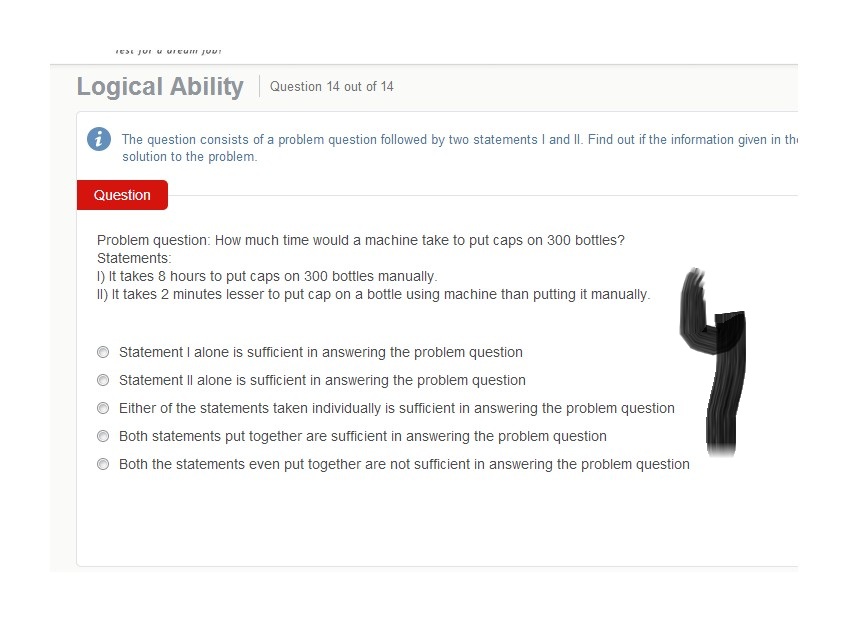 Test for a dream job!
Logical Ability
Question 14 out of 14
The question consists of a problem question followed by two statements I and II. Find out if the information given in the
solution to the problem.
Question
Problem question: How much time would a machine take to put caps on 300 bottles?
Statements:
I) It takes 8 hours to put caps on 300 bottles manually.
II) It takes 2 minutes lesser to put cap on a bottle using machine than putting it manually.
Statement I alone is sufficient in answering the problem question
Statement II alone is sufficient in answering the problem question
Either of the statements taken individually is sufficient in answering the problem question
Both statements put together are sufficient in answering the problem question
Both the statements even put together are not sufficient in answering the problem question
4